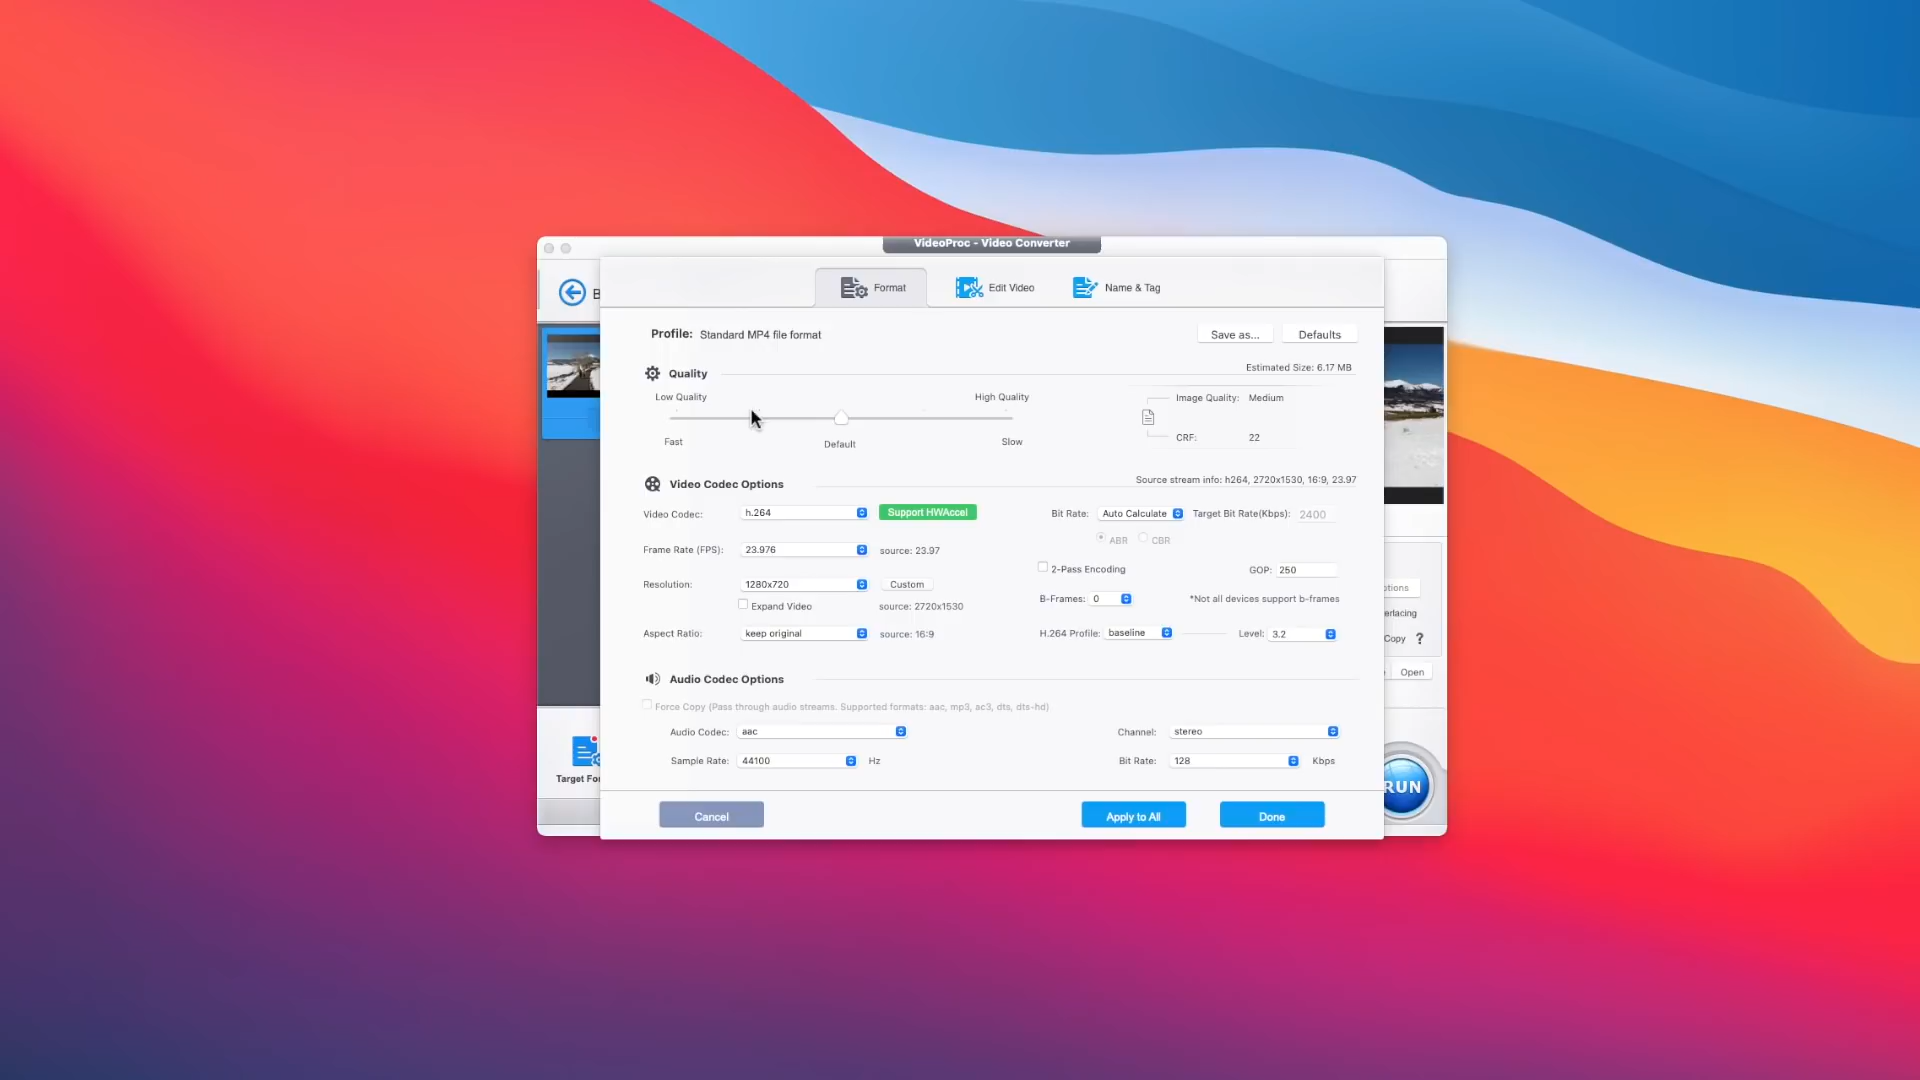 VideoProc - Video Converter
B
Format
Edit Video
Name & Tag
Profile: Standard MP4 file format
Save as...
Defaults
Quality
Estimated Size: 6.17 MB
Low Quality
High Quality
Image Quality: Medium
Fast
Default
Slow
CRF: 22
Video Codec Options
Source stream info: h264, 2720x1530, 16:9, 23.97
Video Codec: h.264
Support HWAccel
Bit Rate: Auto Calculate
Target Bit Rate(Kbps): 2400
ABR
CBR
Frame Rate (FPS): 23.976
source: 23.97
2-Pass Encoding
GOP: 250
Resolution: 1280x720
Custom
Expand Video
source: 2720x1530
B-Frames: 0
*Not all devices support b-frames
Aspect Ratio: keep original
source: 16:9
H.264 Profile: baseline
Level: 3.2
Audio Codec Options
Force Copy (Pass through audio streams. Supported formats: aac, mp3, ac3, dts, dts-hd)
Audio Codec: aac
Channel: stereo
Sample Rate: 44100 Hz
Bit Rate: 128 Kbps
Cancel
Apply to All
Done
Target For
ptions
erlacing
Copy ?
Open
RUN